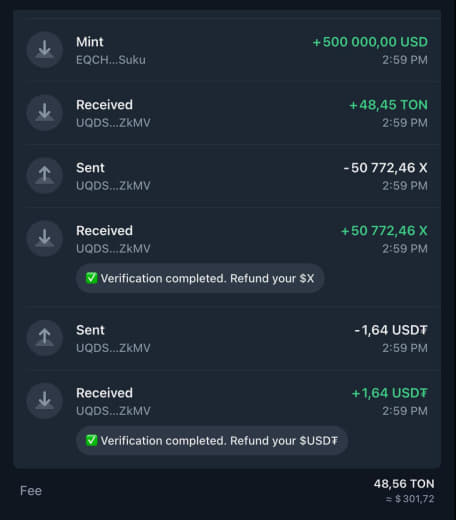 Mint
+500 000,00 USD
EQCH...Suku
2:59 PM
Received
+48,45 TON
UQDS...ZkMV
2:59 PM
Sent
-50 772,46 X
UQDS...ZkMV
2:59 PM
Received
+50 772,46 X
UQDS...ZkMV
2:59 PM
✅ Verification completed. Refund your $X
Sent
-1,64 USD₮
UQDS...ZkMV
2:59 PM
Received
+1,64 USD₮
UQDS...ZkMV
2:59 PM
✅ Verification completed. Refund your $USD₮
Fee
48,56 TON
≈ $301,72